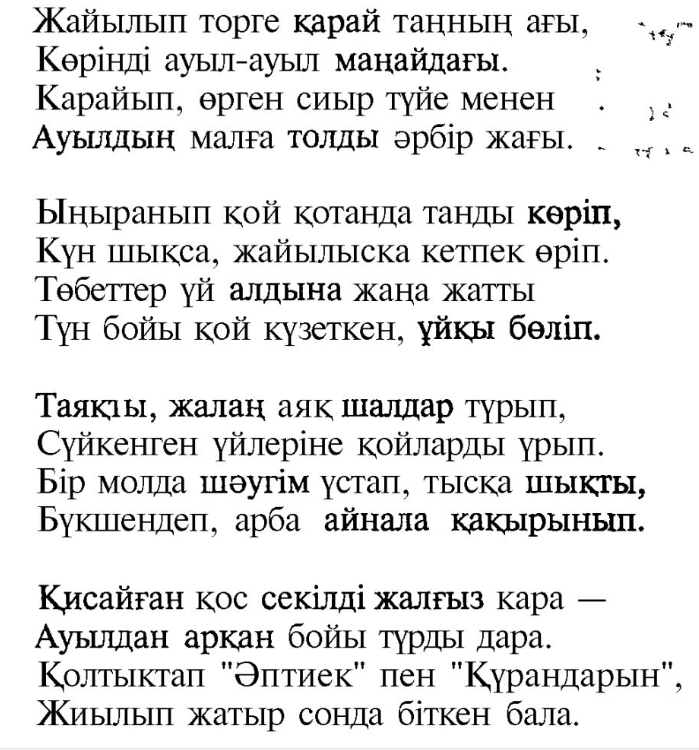 Жайылып торге қарай таңның ағы,
Көрінді ауыл-ауыл маңайдағы.
Карайып, өрген сиыр түйе менен
Ауылдың малға толды әрбір жағы.
Ыңыранып қой қотанда танды көріп,
Күн шықса, жайылыска кетпек өріп.
Төбеттер үй алдына жаңа жатты
Түн бойы қой күзеткен, ұйқы бөліп.
Таяқты, жалаң аяқ шалдар түрып,
Сүйкенген үйлеріне қойларды үрып.
Бір молда шәугім үстап, тысқа шықты,
Бүкшендеп, арба айнала қақырынып.
Қисайған қос секілді жалғыз кара —
Ауылдан арқан бойы түрды дара.
Қолтыктап "Әптиек" пен "Қүрандарын",
Жиылып жатыр сонда біткен бала.